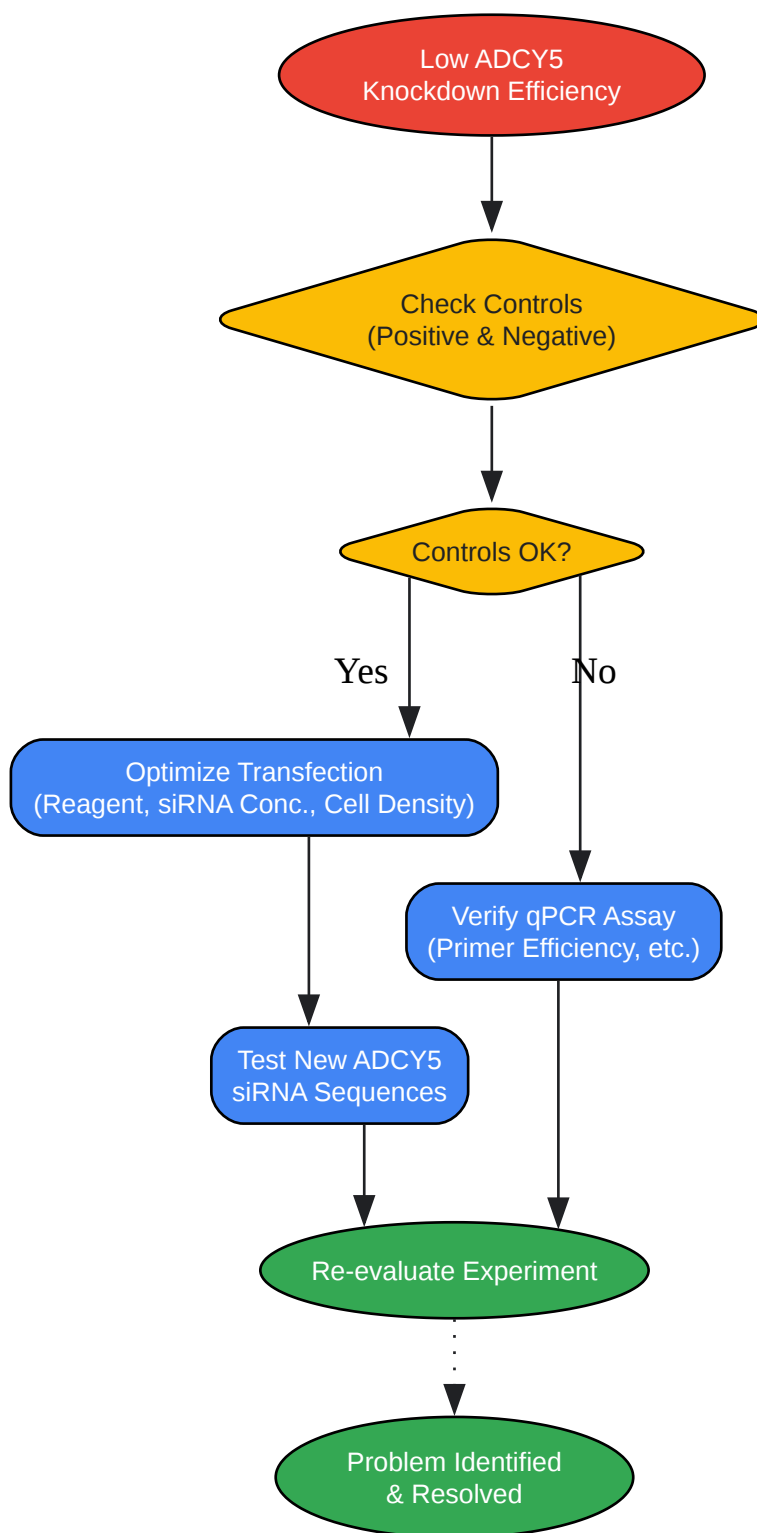 Low ADCY5
Knockdown Efficiency
Check Controls
(Positive & Negative)
Controls OK?
Yes
No
Optimize Transfection
(Reagent, siRNA Conc., Cell Density)
Verify qPCR Assay
(Primer Efficiency, etc.)
Test New ADCY5
siRNA Sequences
Re-evaluate Experiment
Problem Identified
& Resolved